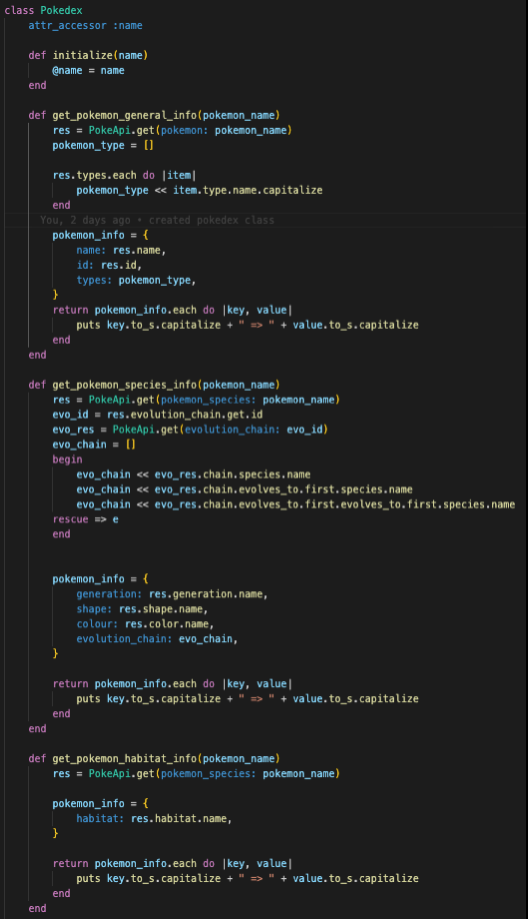 class Pokedex
    attr_accessor :name

    def initialize(name)
        @name = name
    end

    def get_pokemon_general_info(pokemon_name)
        res = PokeApi.get(pokemon: pokemon_name)
        pokemon_type = []

        res.types.each do |item|
            pokemon_type << item.type.name.capitalize
        end
You, 2 days ago • created pokedex class
        pokemon_info = {
            name: res.name,
            id: res.id,
            types: pokemon_type,
        }
        return pokemon_info.each do |key, value|
            puts key.to_s.capitalize + " => " + value.to_s.capitalize
        end
    end

    def get_pokemon_species_info(pokemon_name)
        res = PokeApi.get(pokemon_species: pokemon_name)
        evo_id = res.evolution_chain.get.id
        evo_res = PokeApi.get(evolution_chain: evo_id)
        evo_chain = []
        begin
            evo_chain << evo_res.chain.species.name
            evo_chain << evo_res.chain.evolves_to.first.species.name
            evo_chain << evo_res.chain.evolves_to.first.evolves_to.first.species.name
        rescue => e
        end


        pokemon_info = {
            generation: res.generation.name,
            shape: res.shape.name,
            colour: res.color.name,
            evolution_chain: evo_chain,
        }

        return pokemon_info.each do |key, value|
            puts key.to_s.capitalize + " => " + value.to_s.capitalize
        end
    end

    def get_pokemon_habitat_info(pokemon_name)
        res = PokeApi.get(pokemon_species: pokemon_name)

        pokemon_info = {
            habitat: res.habitat.name,
        }

        return pokemon_info.each do |key, value|
            puts key.to_s.capitalize + " => " + value.to_s.capitalize
        end
    end